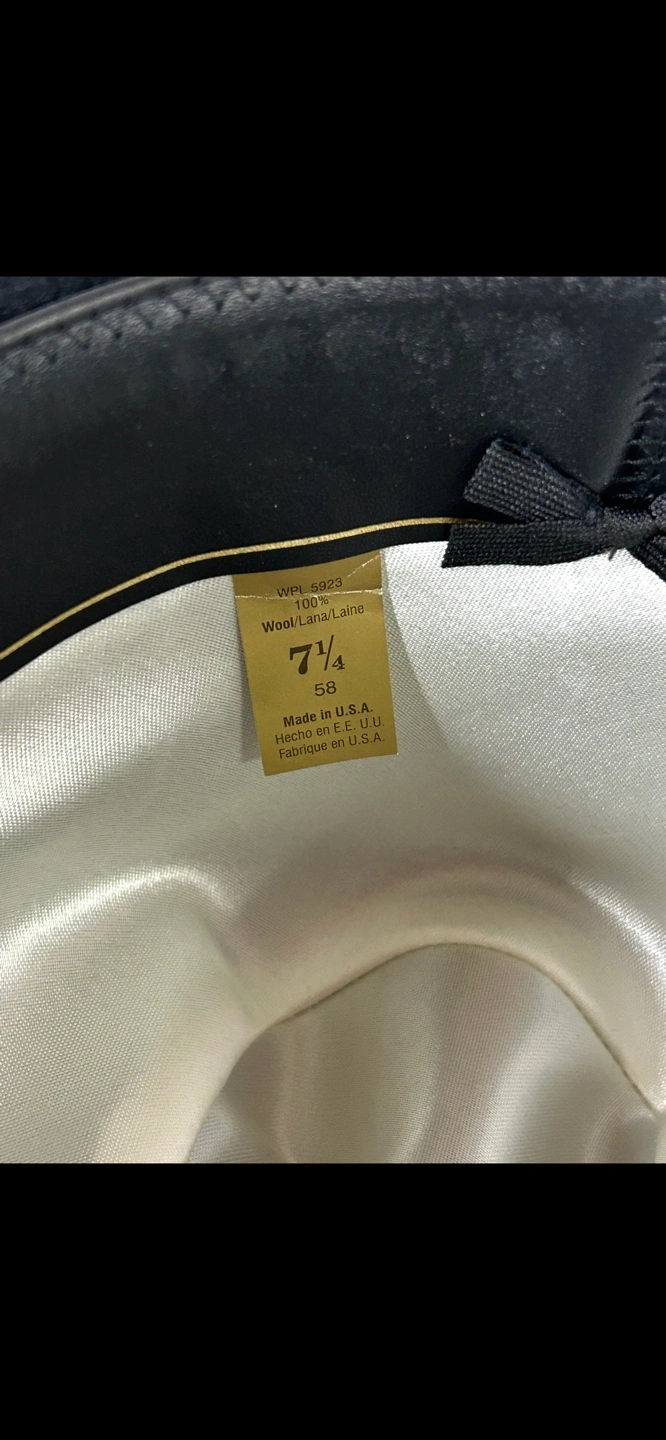 WPL 5923
100%
Wool/Lana/Laine
7¼
58
Made in U.S.A.
Hecho en E.E. U.U.
Fabrique en U.S.A.